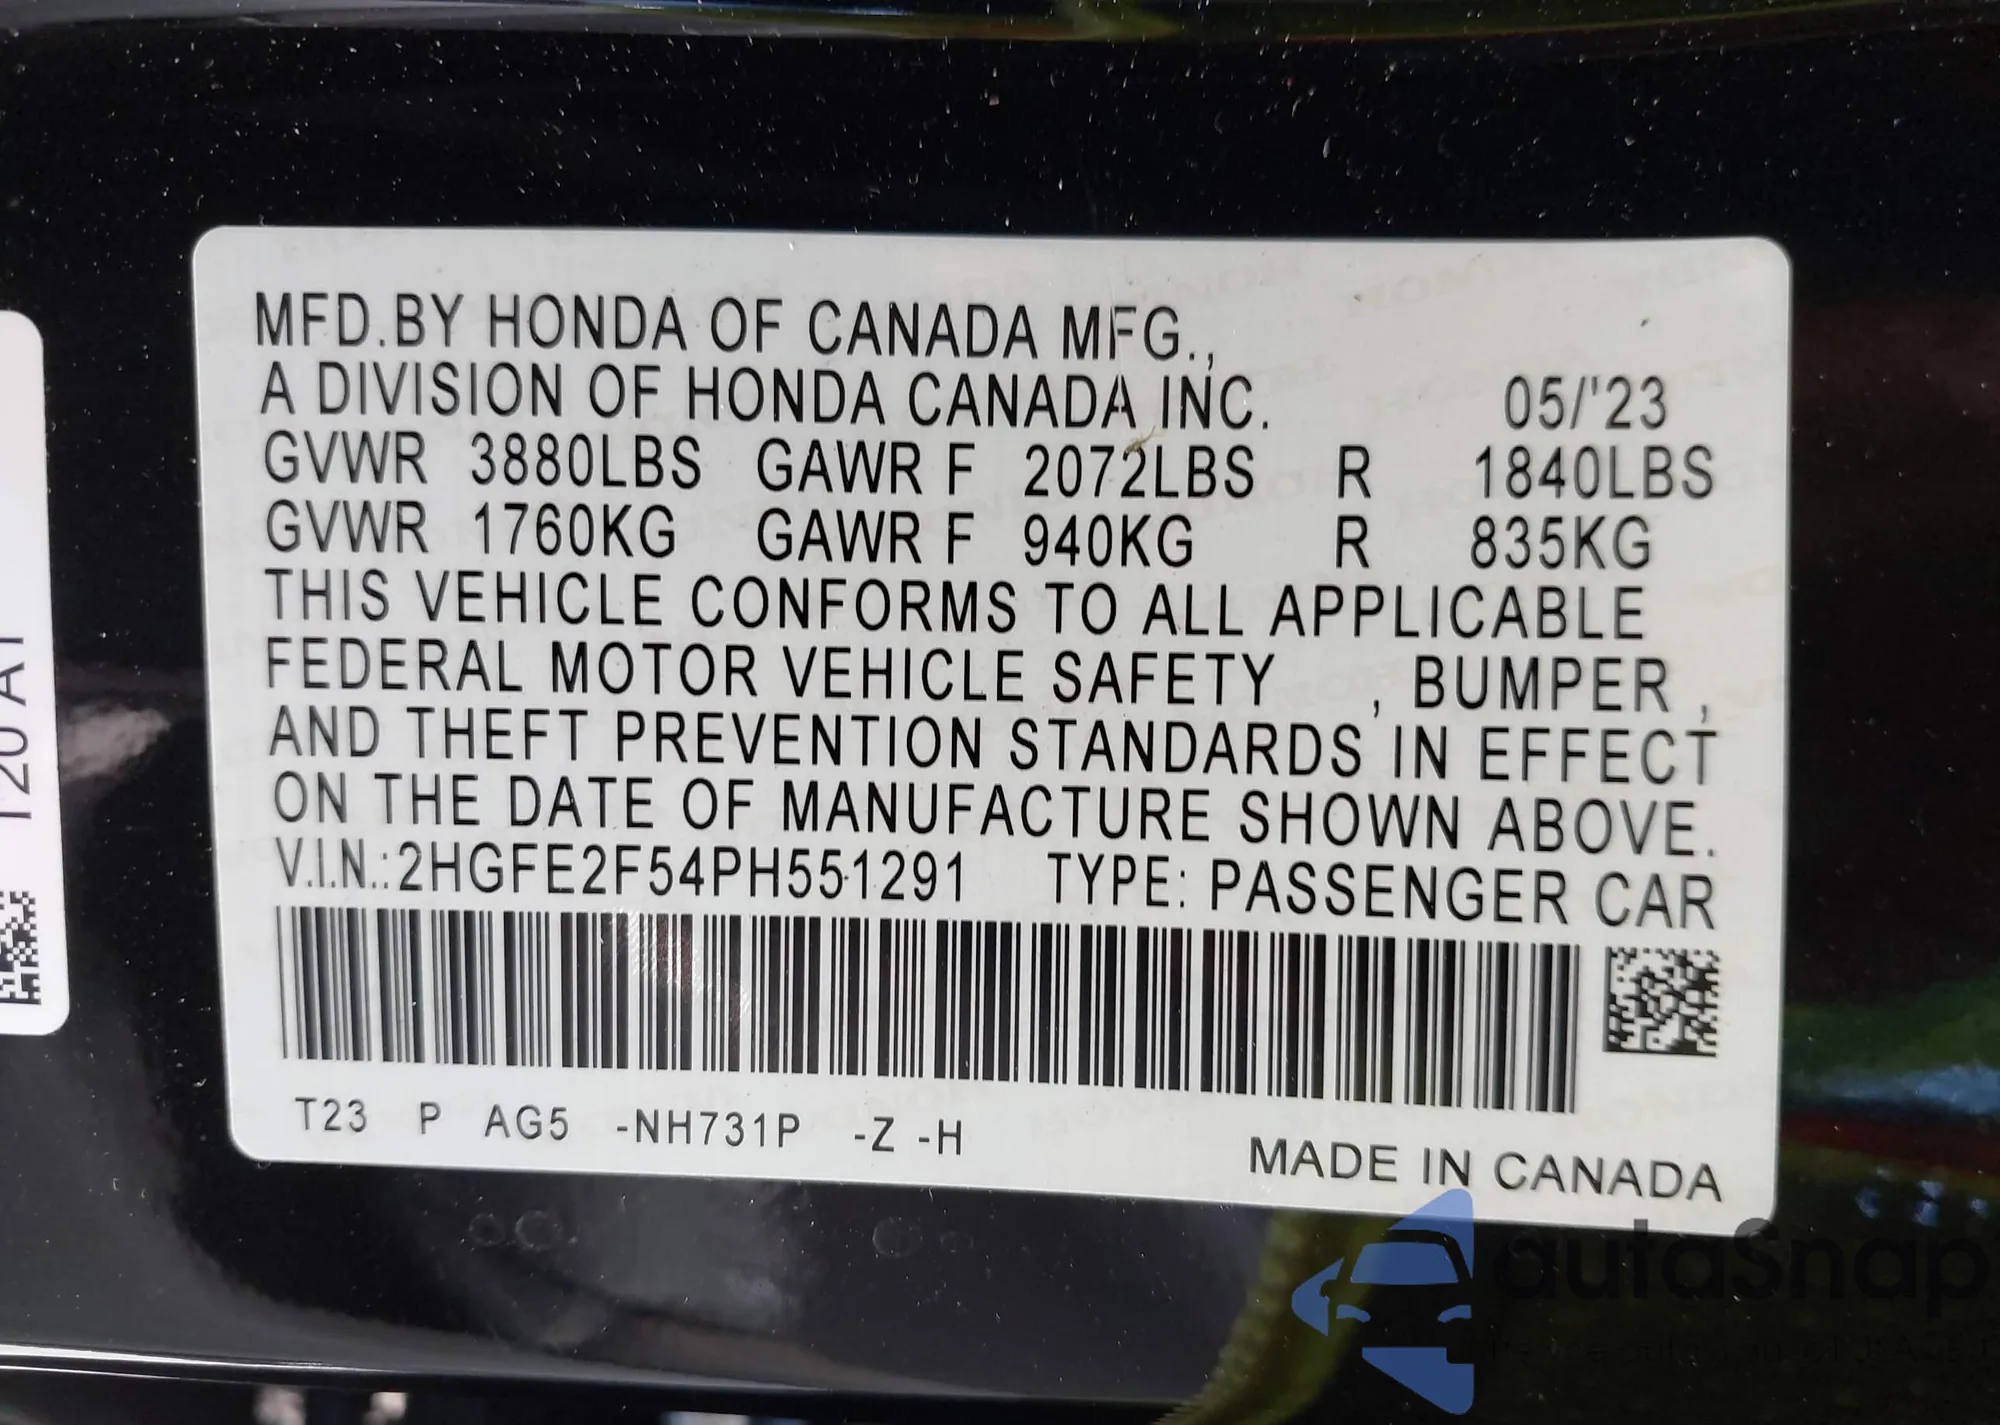 MFD.BY HONDA OF CANADA MFG.,
A DIVISION OF HONDA CANADA INC. 05/'23
GVWR 3880LBS GAWR F 2072LBS R 1840LBS
GVWR 1760KG GAWR F 940KG R 835KG
THIS VEHICLE CONFORMS TO ALL APPLICABLE
FEDERAL MOTOR VEHICLE SAFETY , BUMPER ,
AND THEFT PREVENTION STANDARDS IN EFFECT
ON THE DATE OF MANUFACTURE SHOWN ABOVE.
V.I.N.:2HGFE2F54PH551291 TYPE: PASSENGER CAR
T23 P AG5 -NH731P -Z -H
MADE IN CANADA
120 A1
autoSnap